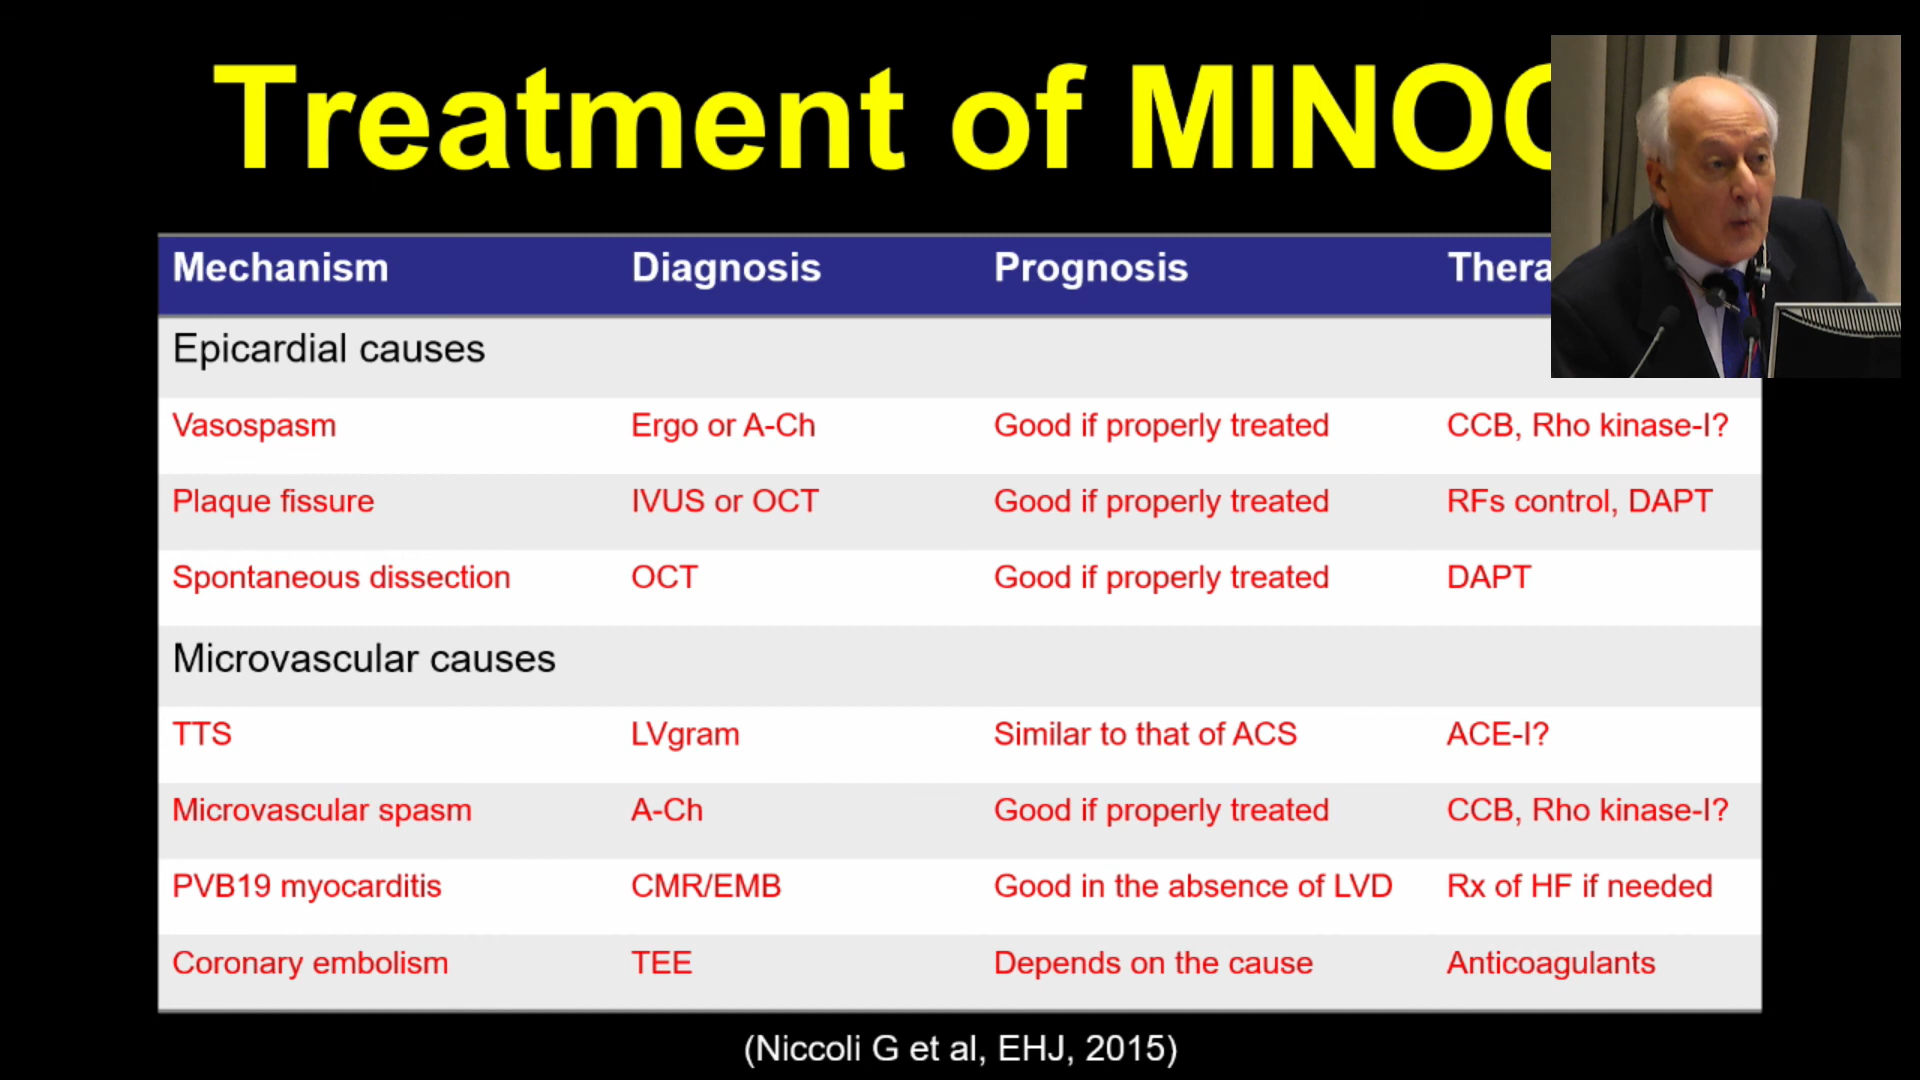 Treatment of MINOC
Mechanism Diagnosis Prognosis Thera
Epicardial causes
Vasospasm Ergo or A-Ch Good if properly treated CCB, Rho kinase-I?
Plaque fissure IVUS or OCT Good if properly treated RFs control, DAPT
Spontaneous dissection OCT Good if properly treated DAPT
Microvascular causes
TTS LVgram Similar to that of ACS ACE-I?
Microvascular spasm A-Ch Good if properly treated CCB, Rho kinase-I?
PVB19 myocarditis CMR/EMB Good in the absence of LVD Rx of HF if needed
Coronary embolism TEE Depends on the cause Anticoagulants
(Niccoli G et al, EHJ, 2015)